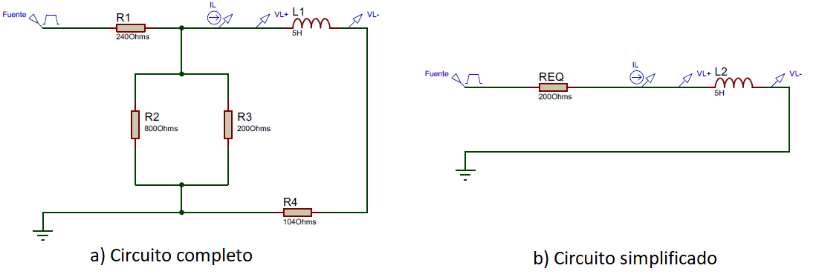 Fuente
R1
240Ohms
IL
VL+
L1
5H
VL-
R2
800Ohms
R3
200Ohms
R4
104Ohms
a) Circuito completo
Fuente
REQ
200Ohms
IL
VL+
L2
5H
VL-
b) Circuito simplificado